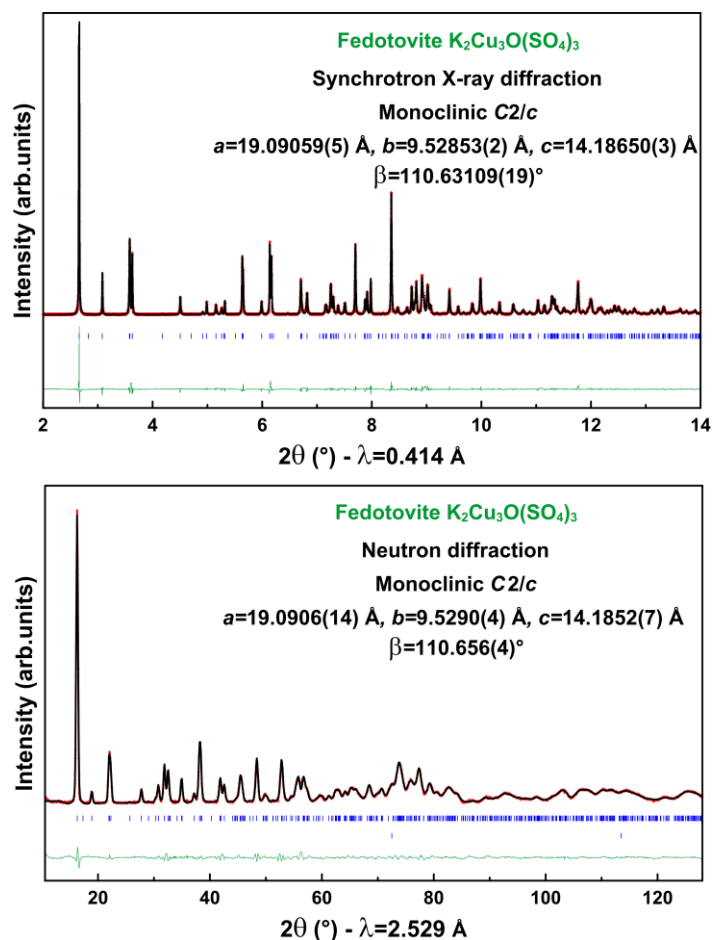 Fedotovite K₂Cu₃O(SO₄)₃
Synchrotron X-ray diffraction
Monoclinic C2/c
a=19.09059(5) Å, b=9.52853(2) Å, c=14.18650(3) Å
β=110.63109(19)°
Intensity (arb.units)
2 4 6 8 10 12 14
2θ (°) - λ=0.414 Å
Fedotovite K₂Cu₃O(SO₄)₃
Neutron diffraction
Monoclinic C2/c
a=19.0906(14) Å, b=9.5290(4) Å, c=14.1852(7) Å
β=110.656(4)°
Intensity (arb.units)
20 40 60 80 100 120
2θ (°) - λ=2.529 Å